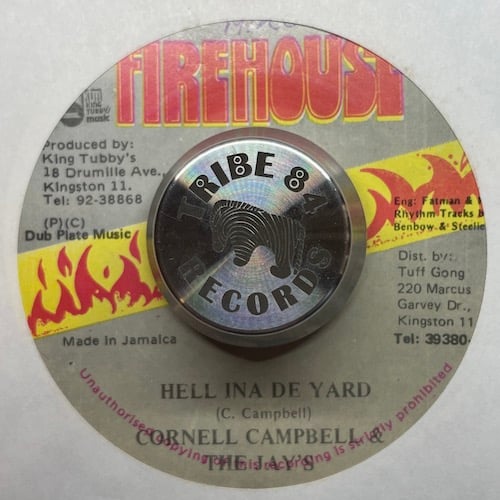 FIREHOUSE
KING
TUBBY'S
music
Produced by:
King Tubby's
18 Drumille Ave.,
Kingston 11.
Tel: 92-38868
(P)(C)
Dub Plate Music
TRIBE 84
RECORDS
Eng: Fatman &
Rhythm Tracks
Benbow & Steelie
Dist. by:
Tuff Gong
220 Marcus
Garvey Dr.,
Kingston 11
Tel: 39380-
Made in Jamaica
HELL INA DE YARD
(C. Campbell)
CORNELL CAMPBELL &
THE JAY'S
Unauthorised copying of this recording is strictly prohibited